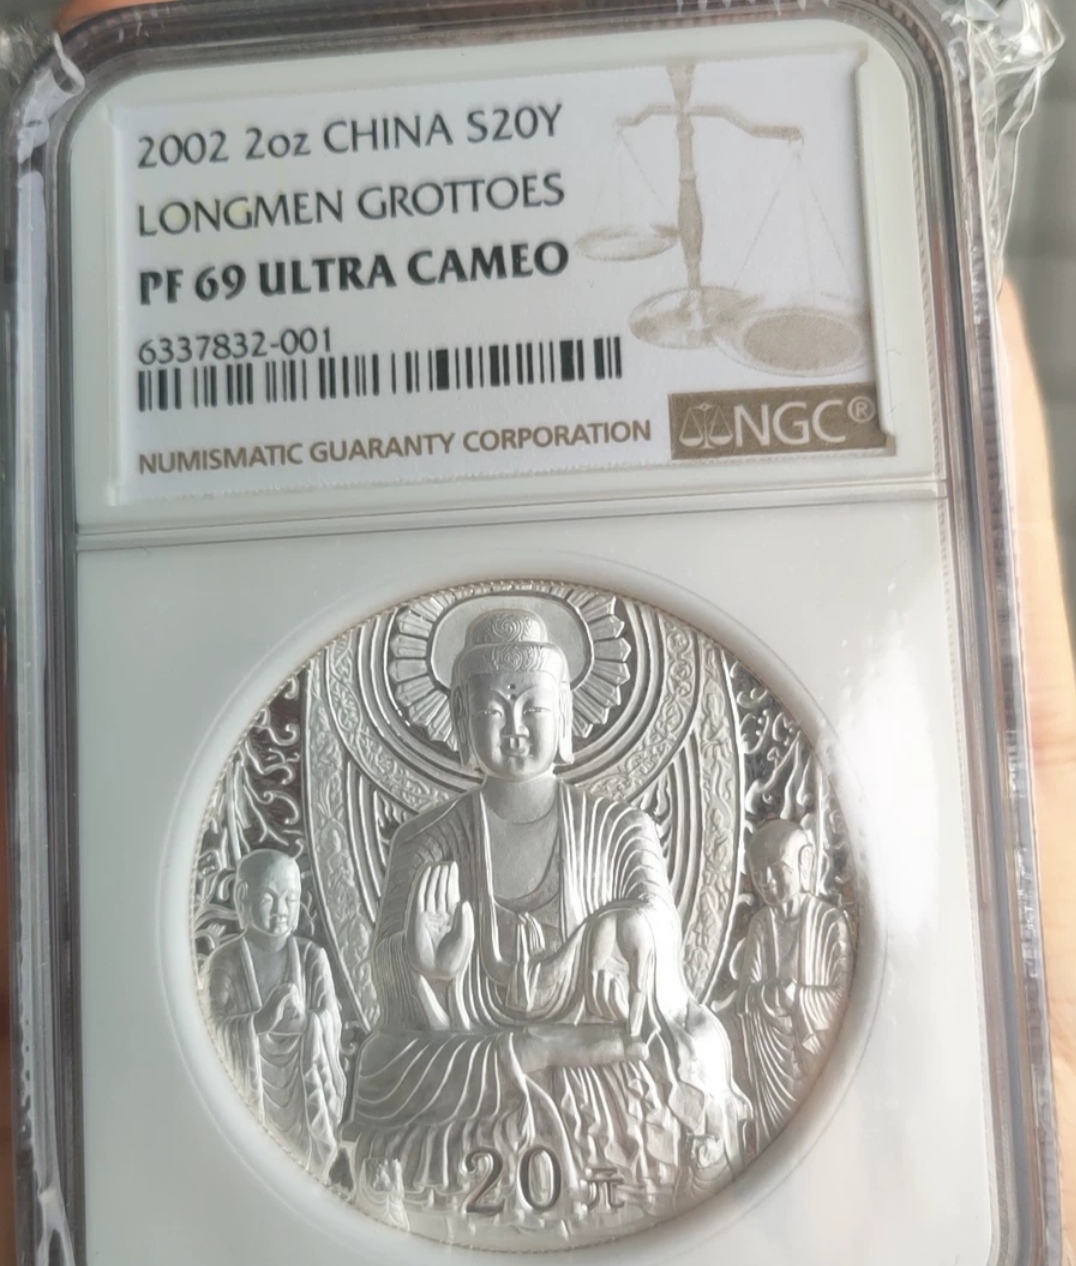 2002 2oz CHINA S20Y
LONGMEN GROTTOES
PF 69 ULTRA CAMEO
6337832-001
NUMISMATIC GUARANTY CORPORATION
NGC®
20元